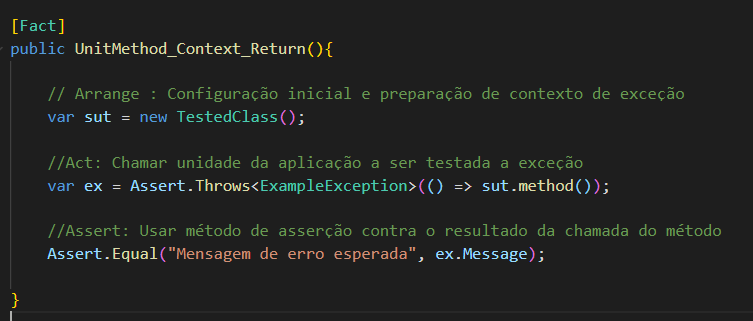 [Fact]
public UnitMethod_Context_Return(){
// Arrange : Configuração inicial e preparação de contexto de exceção
var sut = new TestedClass();
//Act: Chamar unidade da aplicação a ser testada a exceção
var ex = Assert.Throws<ExampleException>(() => sut.method());
//Assert: Usar método de asserção contra o resultado da chamada do método
Assert.Equal("Mensagem de erro esperada", ex.Message);
}